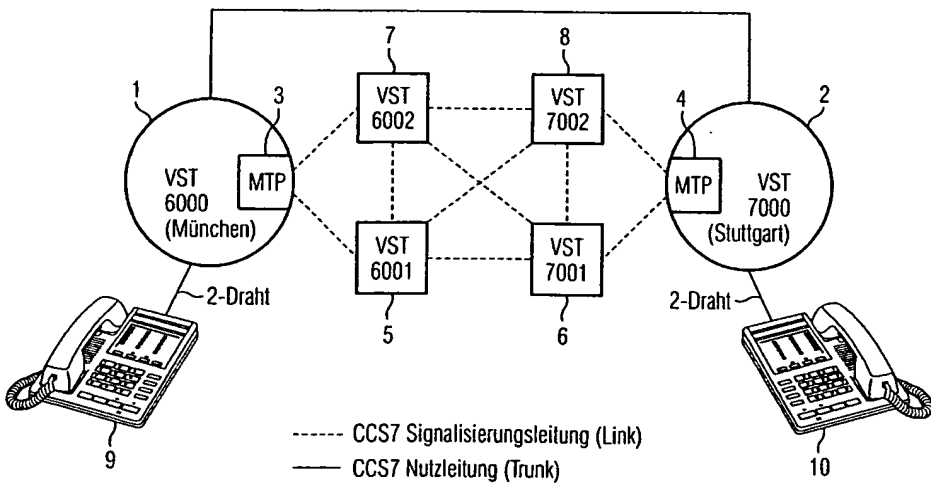 7
8
1
3
4
2
VST
6002
VST
7002
VST
6000
(München)
MTP
MTP
VST
7000
(Stuttgart)
VST
6001
VST
7001
2-Draht
5
6
2-Draht
9
10
CCS7 Signalisierungsleitung (Link)
CCS7 Nutzleitung (Trunk)